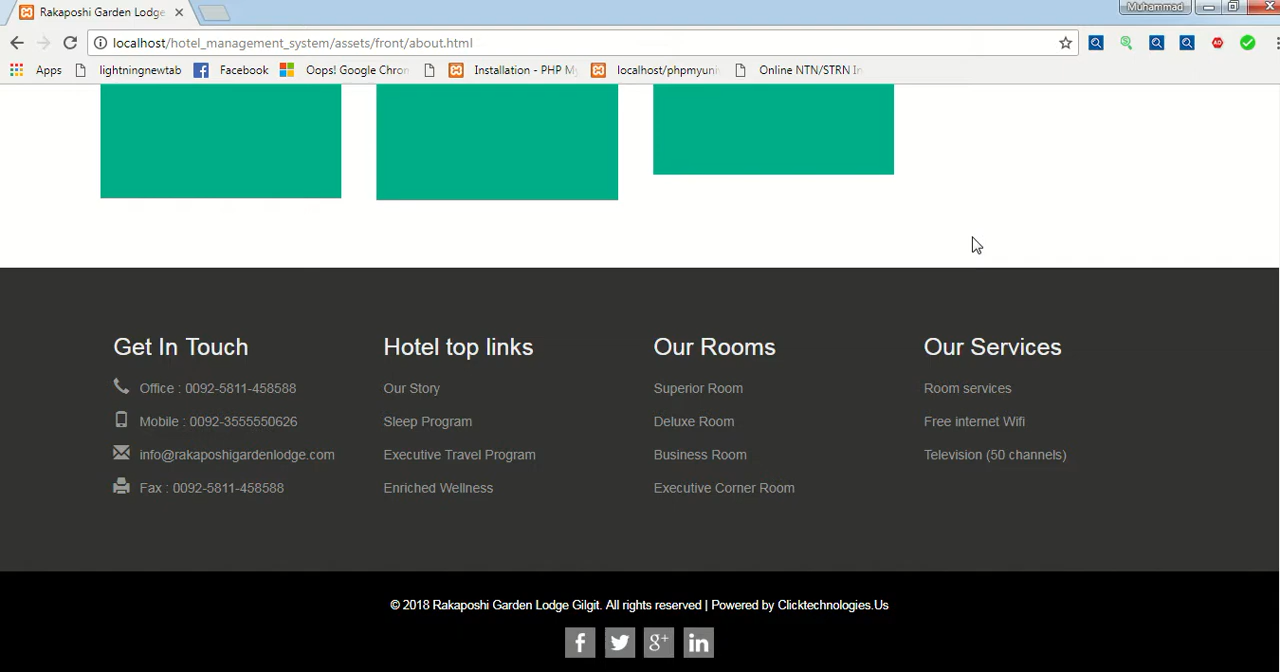 Rakaposhi Garden Lodge
Muhammad
localhost/hotel_management_system/assets/front/about.html
Apps lightningnewtab Facebook Oops! Google Chro Installation - PHP My localhost/phpmyuni Online NTN/STRN In
Get In Touch
Office : 0092-5811-458588
Mobile : 0092-3555550626
info@rakaposhigardenlodge.com
Fax : 0092-5811-458588
Hotel top links
Our Story
Sleep Program
Executive Travel Program
Enriched Wellness
Our Rooms
Superior Room
Deluxe Room
Business Room
Executive Corner Room
Our Services
Room services
Free internet Wifi
Television (50 channels)
© 2018 Rakaposhi Garden Lodge Gilgit. All rights reserved | Powered by Clicktechnologies.Us